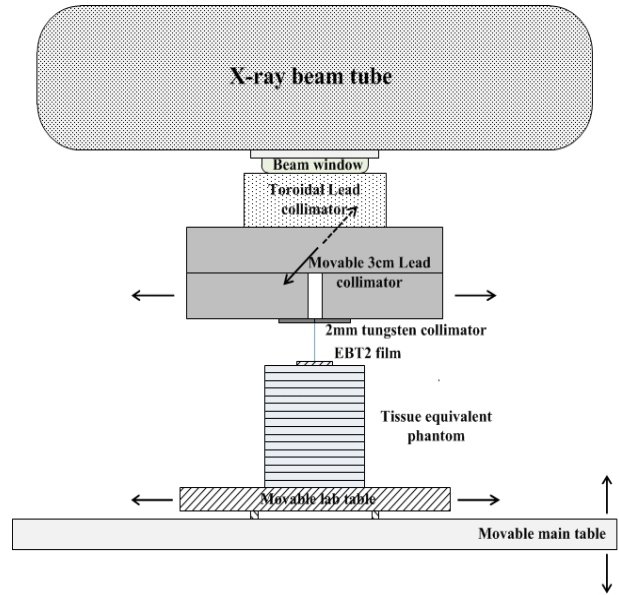 X-ray beam tube
Beam window
Toroidal Lead
collimator
Movable 3cm Lead
collimator
2mm tungsten collimator
EBT2 film
Tissue equivalent
phantom
Movable lab table
Movable main table